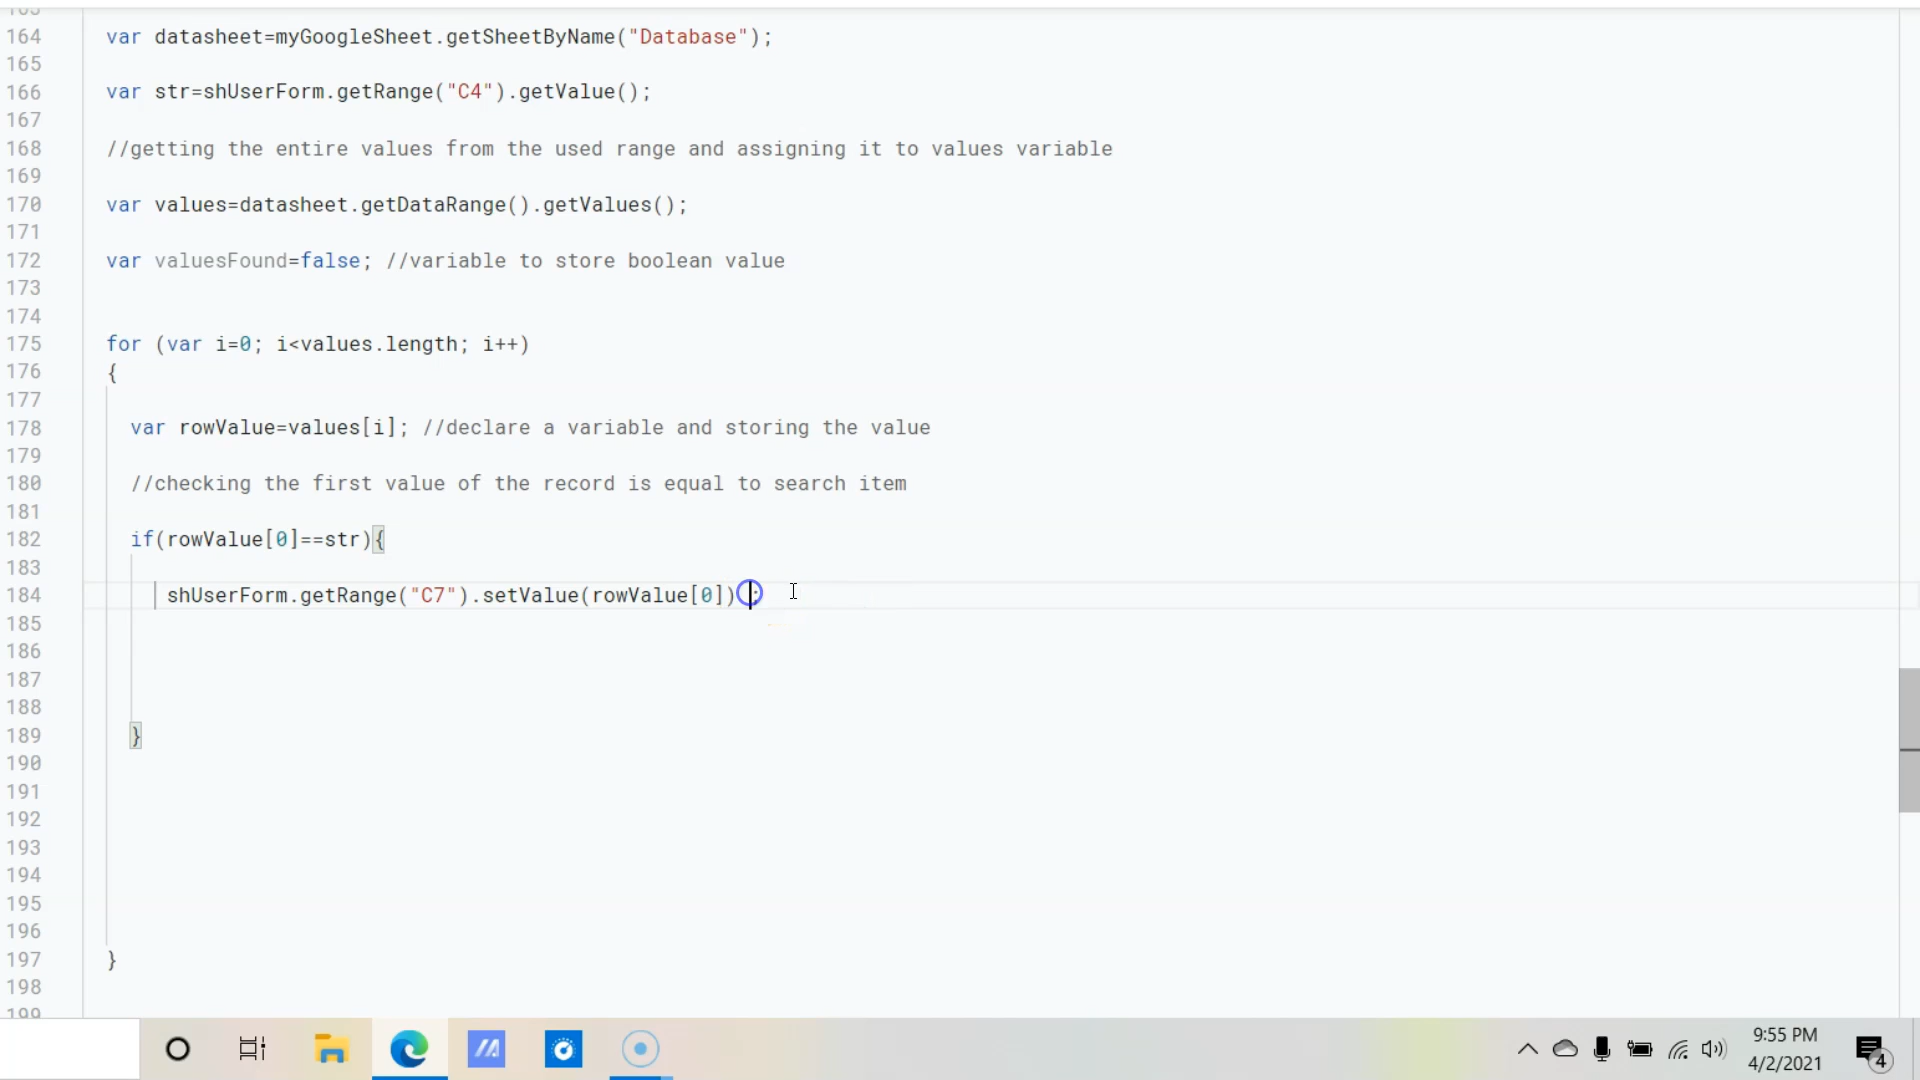 164 var datasheet=myGoogleSheet.getSheetByName("Database");
165
166 var str=shUserForm.getRange("C4").getValue();
167
168 //getting the entire values from the used range and assigning it to values variable
169
170 var values=datasheet.getDataRange().getValues();
171
172 var valuesFound=false; //variable to store boolean value
173
174
175 for (var i=0; i<values.length; i++)
176 {
177
178 var rowValue=values[i]; //declare a variable and storing the value
179
180 //checking the first value of the record is equal to search item
181
182 if(rowValue[0]==str){
183
184 shUserForm.getRange("C7").setValue(rowValue[0]) ;
185
186
187
188
189 }
190
191
192
193
194
195
196
197 }
198
199
9:55 PM
4/2/2021
4